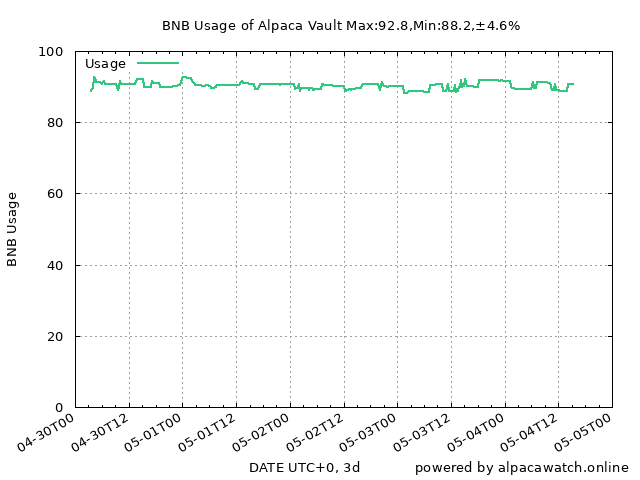 BNB Usage of Alpaca Vault Max:92.8,Min:88.2,±4.6%
Usage
100
80
60
40
20
0
BNB Usage
04-30T00
04-30T12
05-01T00
05-01T12
05-02T00
05-02T12
05-03T00
05-03T12
05-04T00
05-04T12
05-05T00
DATE UTC+0, 3d
powered by alpacawatch.online